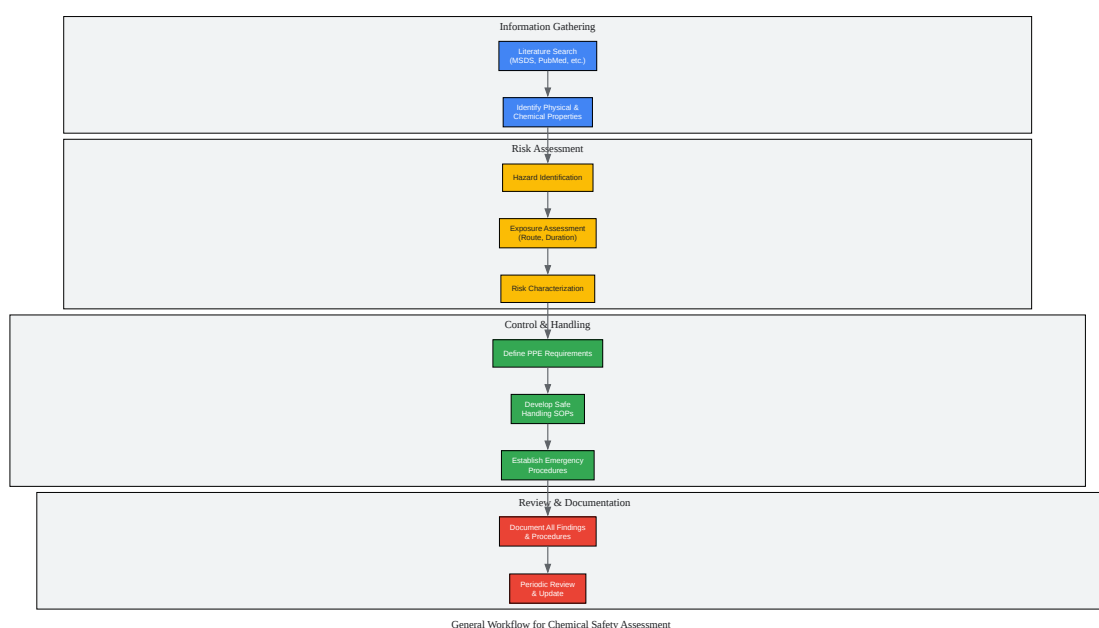 Information Gathering
Literature Search
(MSDS, PubMed, etc.)
Identify Physical &
Chemical Properties
Risk Assessment
Hazard Identification
Exposure Assessment
(Route, Duration)
Risk Characterization
Control & Handling
Define PPE Requirements
Develop Safe
Handling SOPs
Establish Emergency
Procedures
Review & Documentation
Document All Findings
& Procedures
Periodic Review
& Update
General Workflow for Chemical Safety Assessment